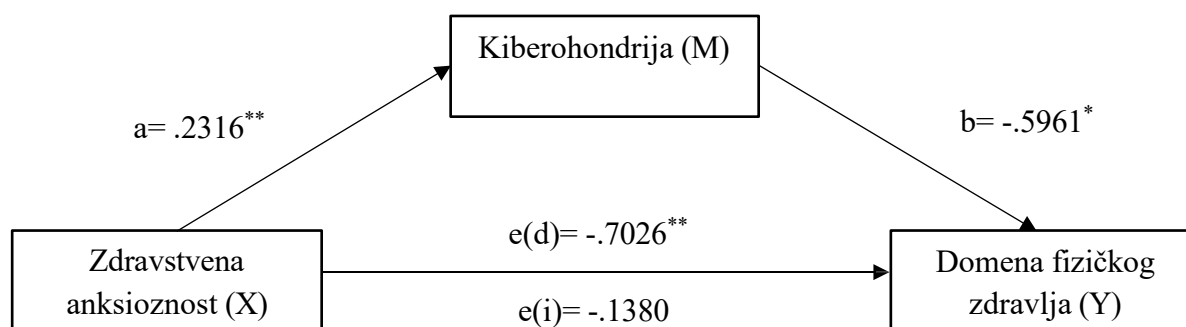 Kiberohondrija (M)
a= .2316**
b= -.5961*
Zdravstvena
anksioznost (X)
e(d)= -.7026**
e(i)= -.1380
Domena fizičkog
zdravlja (Y)